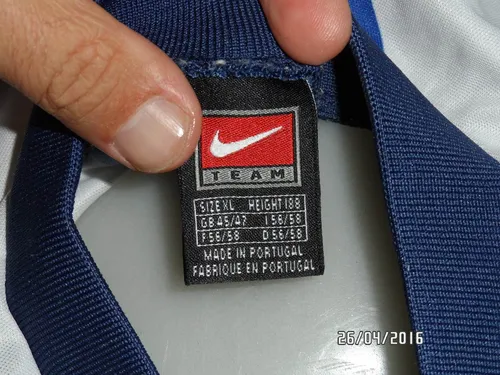 TEAM
SIZE XL HEIGHT 188
GB 45/47 I 56/58
F 56/58 D 56/58
MADE IN PORTUGAL
FABRIQUE EN PORTUGAL
26/04/2016